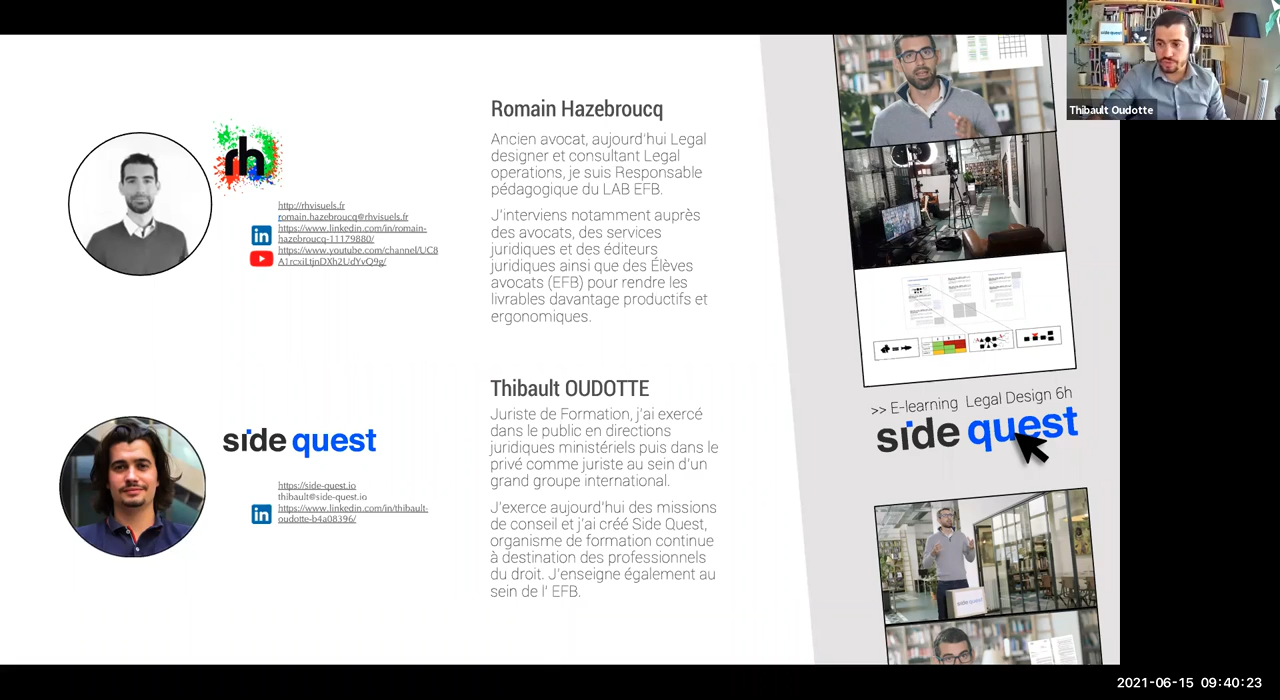 Romain Hazebroucq
Ancien avocat, aujourd'hui Legal
designer et consultant Legal
operations, je suis Responsable
pédagogique du LAB EFB.
J'interviens notamment auprès
des avocats, des services
juridiques et des éditeurs
juridiques ainsi que des Élèves
avocats (EFB) pour rendre les
livrables davantage productifs et
ergonomiques.
rh
http://rhvisuels.fr
romain.hazebroucq@rhvisuels.fr
in
https://www.linkedin.com/in/romain-
hazebroucq-11179880/
https://www.youtube.com/channel/UC8
A1rcxiLtjnDXh2UdYvQ9g/
Thibault OUDOTTE
Juriste de Formation, j'ai exercé
dans le public en directions
juridiques ministériels puis dans le
privé comme juriste au sein d'un
grand groupe international.
J'exerce aujourd'hui des missions
de conseil et j'ai créé Side Quest,
organisme de formation continue
à destination des professionnels
du droit. J'enseigne également au
sein de l' EFB.
side quest
https://side-quest.io
thibault@side-quest.io
in
https://www.linkedin.com/in/thibault-
oudotte-b4a08396/
>> E-learning Legal Design 6h
side quest
side quest
side quest
Thibault Oudotte
2021-06-15 09:40:23